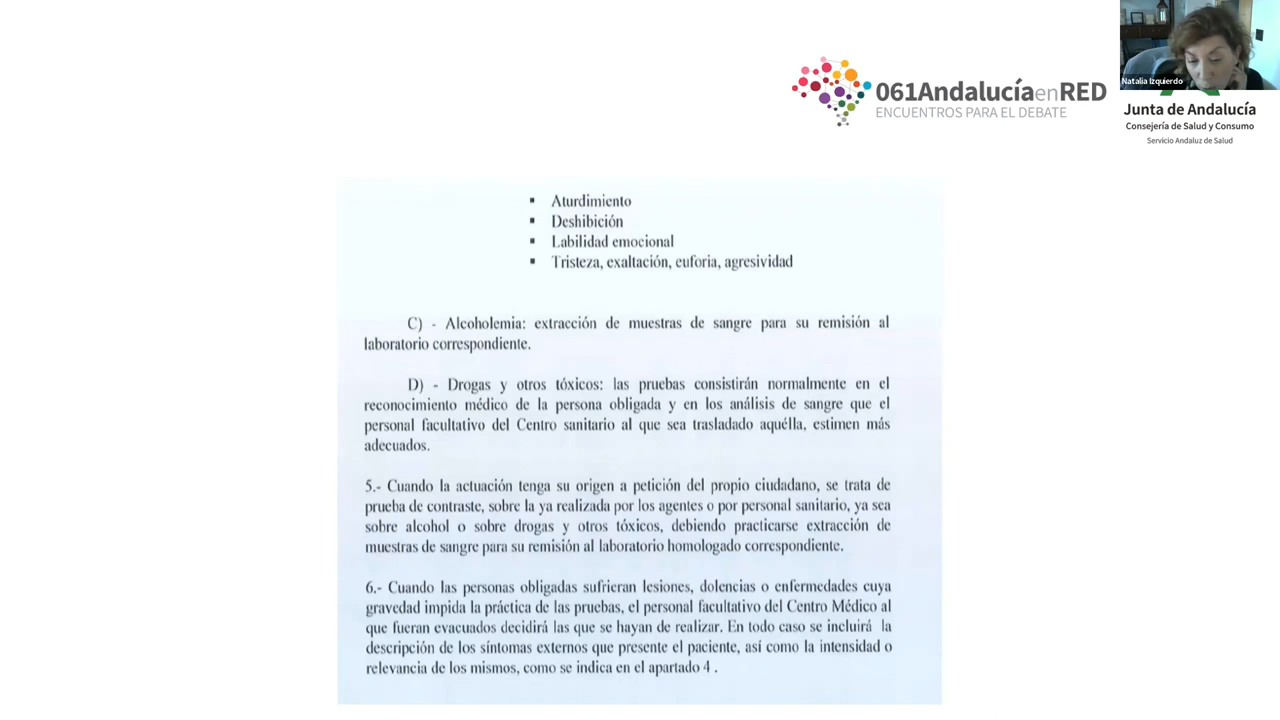 Natalia Izquierdo
061AndalucíaenRED
ENCUENTROS PARA EL DEBATE
Junta de Andalucía
Consejería de Salud y Consumo
Servicio Andaluz de Salud
▪ Aturdimiento
▪ Deshibición
▪ Labilidad emocional
▪ Tristeza, exaltación, euforia, agresividad
C) - Alcoholemia: extracción de muestras de sangre para su remisión al
laboratorio correspondiente.
D) - Drogas y otros tóxicos: las pruebas consistirán normalmente en el
reconocimiento médico de la persona obligada y en los análisis de sangre que el
personal facultativo del Centro sanitario al que sea trasladado aquélla, estimen más
adecuados.
5.- Cuando la actuación tenga su origen a petición del propio ciudadano, se trata de
prueba de contraste, sobre la ya realizada por los agentes o por personal sanitario, ya sea
sobre alcohol o sobre drogas y otros tóxicos, debiendo practicarse extracción de
muestras de sangre para su remisión al laboratorio homologado correspondiente.
6.- Cuando las personas obligadas sufrieran lesiones, dolencias o enfermedades cuya
gravedad impida la práctica de las pruebas, el personal facultativo del Centro Médico al
que fueran evacuados decidirá las que se hayan de realizar. En todo caso se incluirá la
descripción de los síntomas externos que presente el paciente, así como la intensidad o
relevancia de los mismos, como se indica en el apartado 4 .